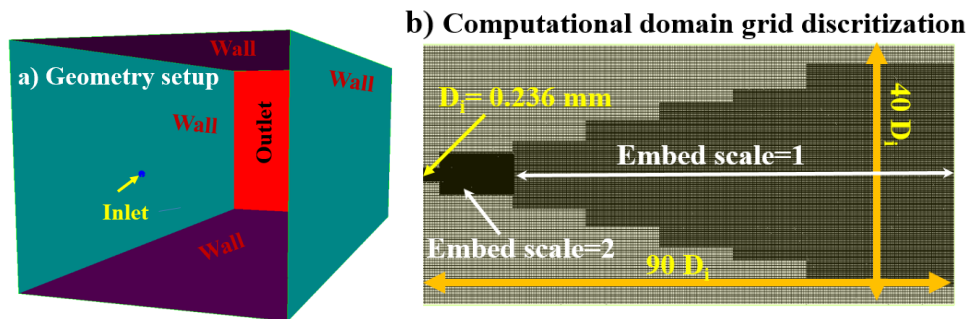 a) Geometry setup
Wall
Wall
Wall
Outlet
Inlet
Wall
b) Computational domain grid discritization
Dᵢ= 0.236 mm
40 Dᵢ
Embed scale=1
Embed scale=2
90 Dᵢ